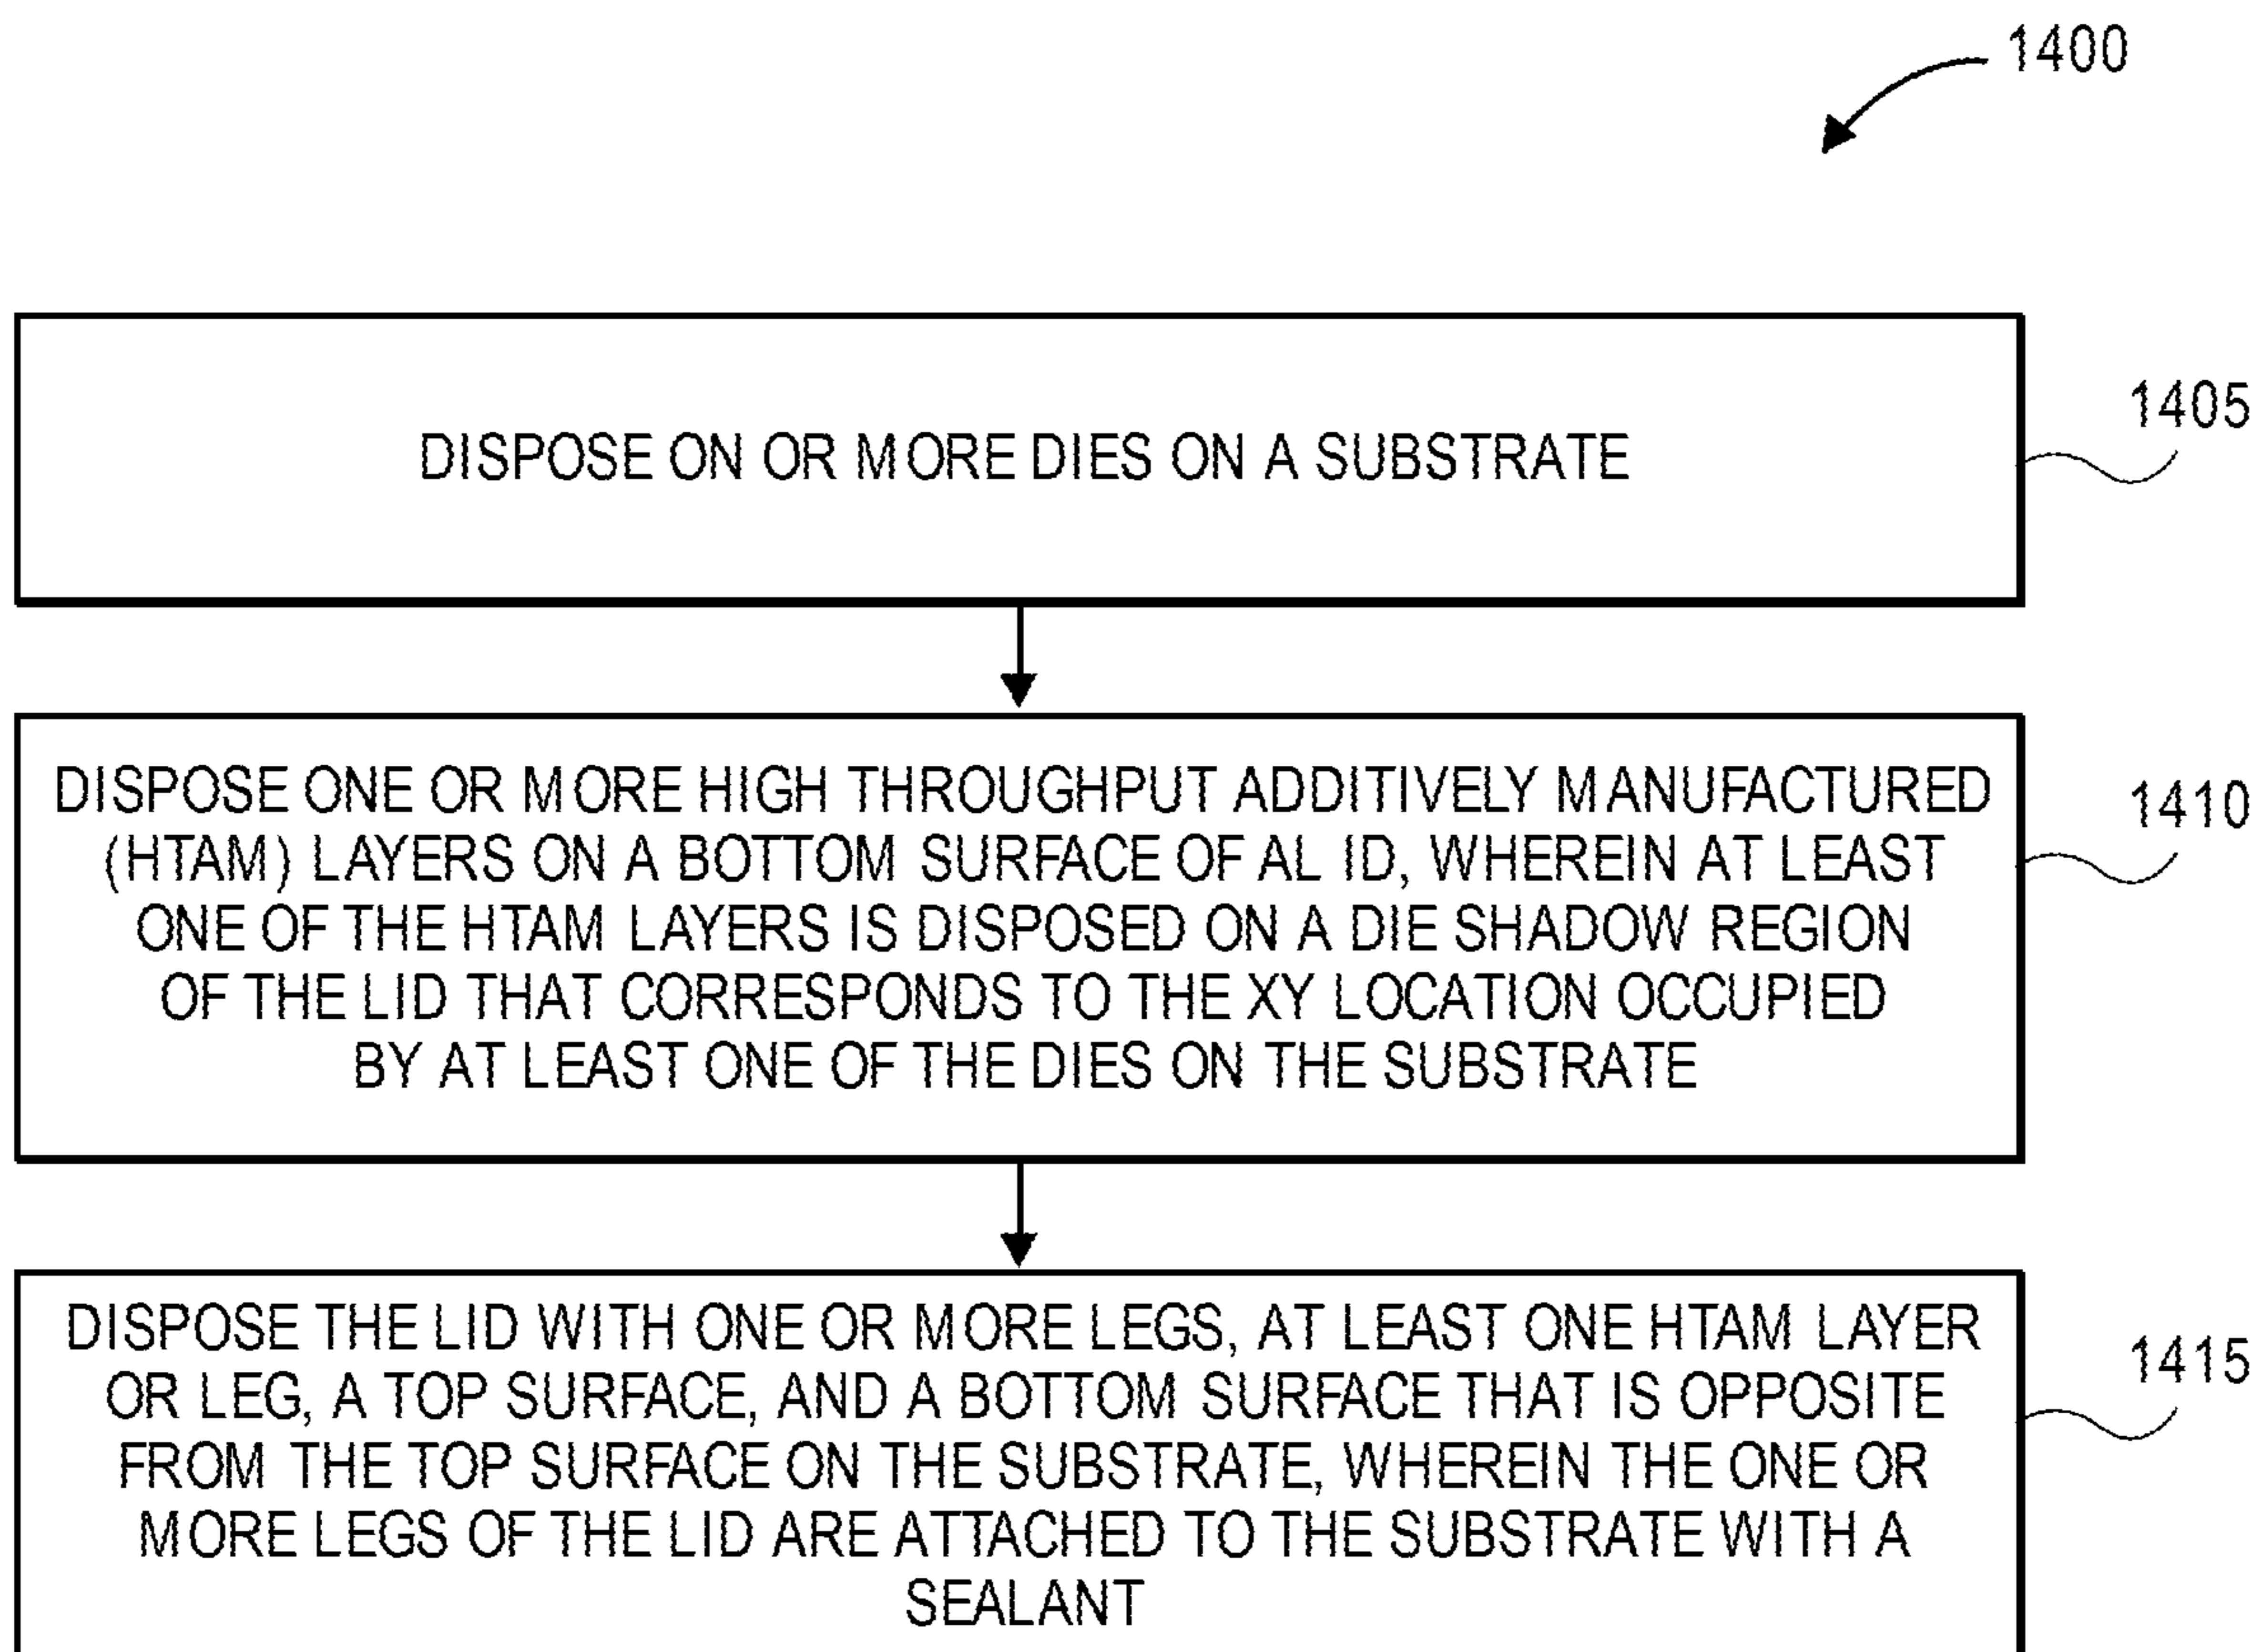 1400
DISPOSE ON OR MORE DIES ON A SUBSTRATE
1405
DISPOSE ONE OR MORE HIGH THROUGHPUT ADDITIVELY MANUFACTURED
(HTAM) LAYERS ON A BOTTOM SURFACE OF AL ID, WHEREIN AT LEAST
ONE OF THE HTAM LAYERS IS DISPOSED ON A DIE SHADOW REGION
OF THE LID THAT CORRESPONDS TO THE XY LOCATION OCCUPIED
BY AT LEAST ONE OF THE DIES ON THE SUBSTRATE
1410
DISPOSE THE LID WITH ONE OR MORE LEGS, AT LEAST ONE HTAM LAYER
OR LEG, A TOP SURFACE, AND A BOTTOM SURFACE THAT IS OPPOSITE
FROM THE TOP SURFACE ON THE SUBSTRATE, WHEREIN THE ONE OR
MORE LEGS OF THE LID ARE ATTACHED TO THE SUBSTRATE WITH A
SEALANT
1415